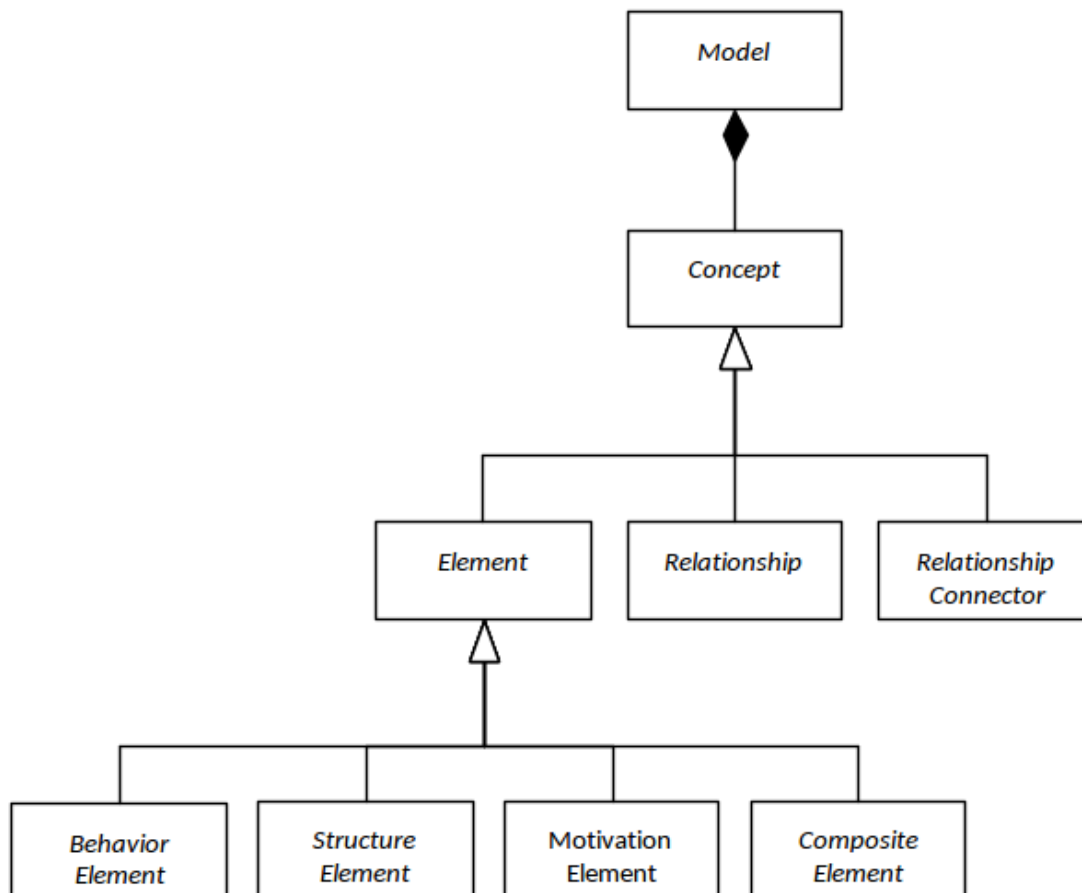 Model
Concept
Element
Relationship
Relationship
Connector
Behavior
Element
Structure
Element
Motivation
Element
Composite
Element